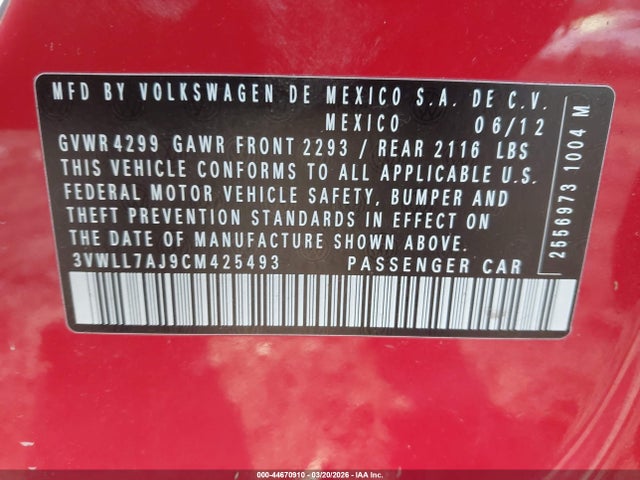 MFD BY VOLKSWAGEN DE MEXICO S.A. DE C.V.
MEXICO 06/12
GVWR 4299 GAWR FRONT 2293 / REAR 2116 LBS
THIS VEHICLE CONFORMS TO ALL APPLICABLE U.S.
FEDERAL MOTOR VEHICLE SAFETY, BUMPER AND
THEFT PREVENTION STANDARDS IN EFFECT ON
THE DATE OF MANUFACTURE SHOWN ABOVE.
3VWLL7AJ9CM425493 PASSENGER CAR
2556973 1004 M
000-44670910 - 03/20/2026 - IAAI Inc.